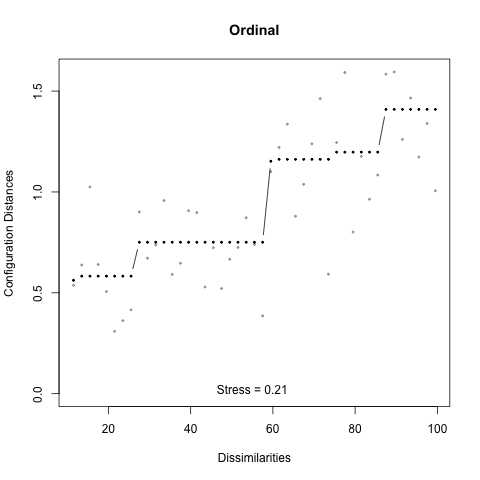 Ordinal
Configuration Distances
1.5
1.0
0.5
0.0
Stress = 0.21
20 40 60 80 100
Dissimilarities